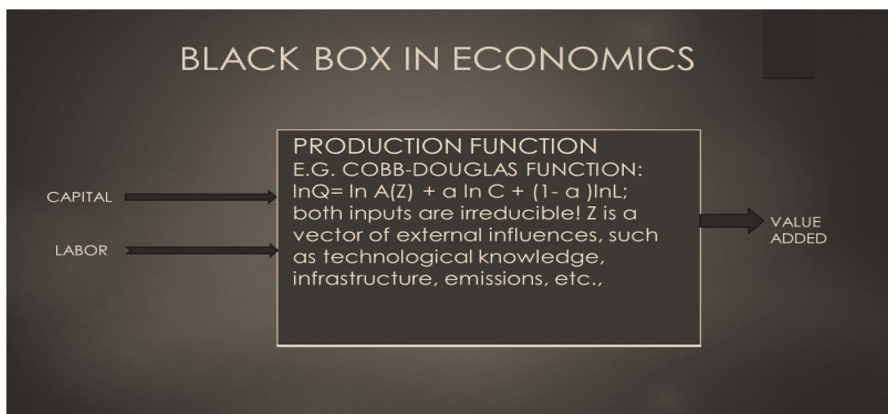 BLACK BOX IN ECONOMICS
PRODUCTION FUNCTION
E.G. COBB-DOUGLAS FUNCTION:
lnQ= ln A(Z) + a ln C + (1- a )lnL;
both inputs are irreducible! Z is a
vector of external influences, such
as technological knowledge,
infrastructure, emissions, etc.,
CAPITAL
LABOR
VALUE
ADDED